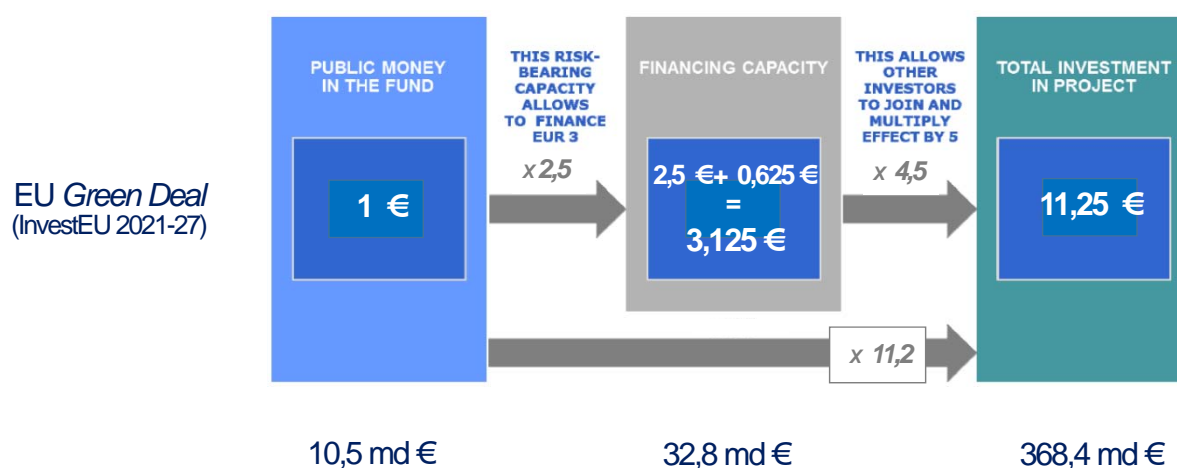 PUBLIC MONEY
IN THE FUND
THIS RISK-
BEARING
CAPACITY
ALLOWS
TO FINANCE
EUR 3
FINANCING CAPACITY
THIS ALLOWS
OTHER
INVESTORS
TO JOIN AND
MULTIPLY
EFFECT BY 5
TOTAL INVESTMENT
IN PROJECT
EU Green Deal
(InvestEU 2021-27)
1 €
x 2,5
2,5 €+ 0,625 €
=
3,125 €
x 4,5
11,25 €
x 11,2
10,5 md €
32,8 md €
368,4 md €